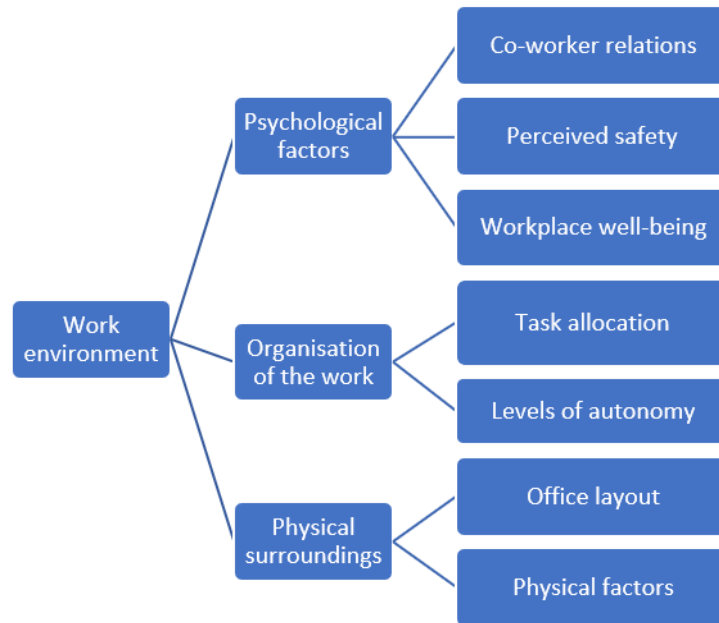 Co-worker relations
Psychological
factors
Perceived safety
Workplace well-being
Work
environment
Task allocation
Organisation
of the work
Levels of autonomy
Office layout
Physical
surroundings
Physical factors